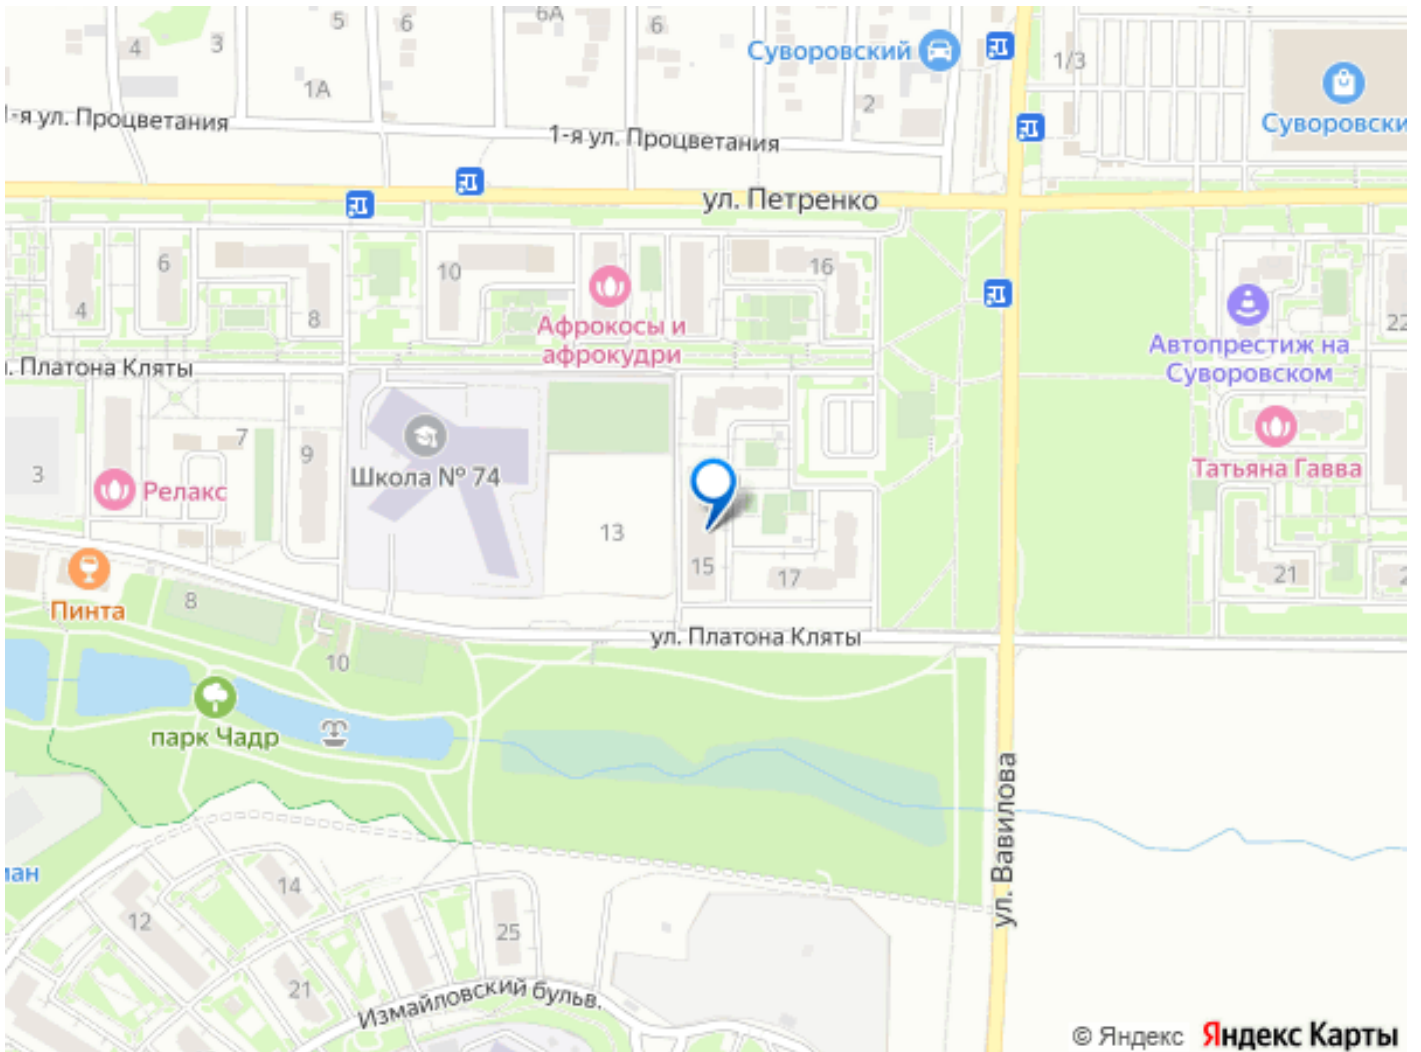 5
6
6А
6
4
3
1А
2
Суворовский
1/3
Суворовски
1-я ул. Процветания
1-я ул. Процветания
ул. Петренко
6
10
16
4
8
22
Афрокосы и
афрокудри
Автопрестиж на
Суворовском
. Платона Кляты
7
9
3
Школа № 74
Релакс
13
Татьяна Гавва
15
17
21
2
Пинта
8
10
ул. Платона Кляты
парк Чадр
ул. Вавилова
ман
14
12
25
21
Измайловский бульв.
© Яндекс Яндекс Карты